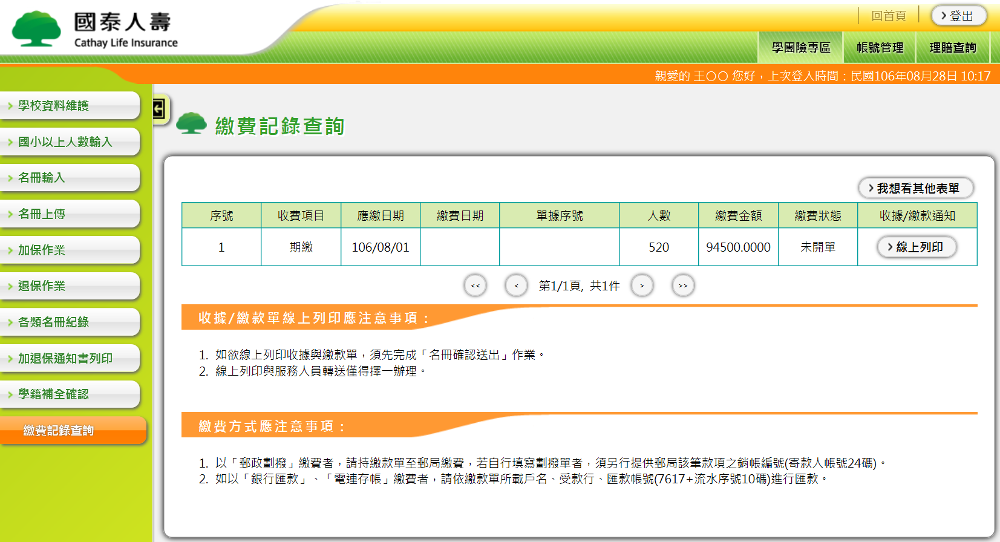 國泰人壽
Cathay Life Insurance
回首頁
登出
學團險專區
帳號管理
理賠查詢
親愛的 王〇〇 您好，上次登入時間：民國106年08月28日 10:17
學校資料維護
國小以上人數輸入
名冊輸入
名冊上傳
加保作業
退保作業
各類名冊紀錄
加退保通知書列印
學籍補全確認
繳費記錄查詢
繳費記錄查詢
我想看其他表單
序號 收費項目 應繳日期 繳費日期 單據序號 人數 繳費金額 繳費狀態 收據/繳款通知
1 期繳 106/08/01 520 94500.0000 未開單 線上列印
<< < 第1/1頁, 共1件 > >>
收據/繳款單線上列印應注意事項：
1. 如欲線上列印收據與繳款單，須先完成「名冊確認送出」作業。
2. 線上列印與服務人員轉送僅得擇一辦理。
繳費方式應注意事項：
1. 以「郵政劃撥」繳費者，請持繳款單至郵局繳費，若自行填寫劃撥單者，須另行提供郵局該筆款項之銷帳編號(寄款人帳號24碼)。
2. 如以「銀行匯款」、「電連存帳」繳費者，請依繳款單所載戶名、受款行、匯款帳號(7617+流水序號10碼)進行匯款。